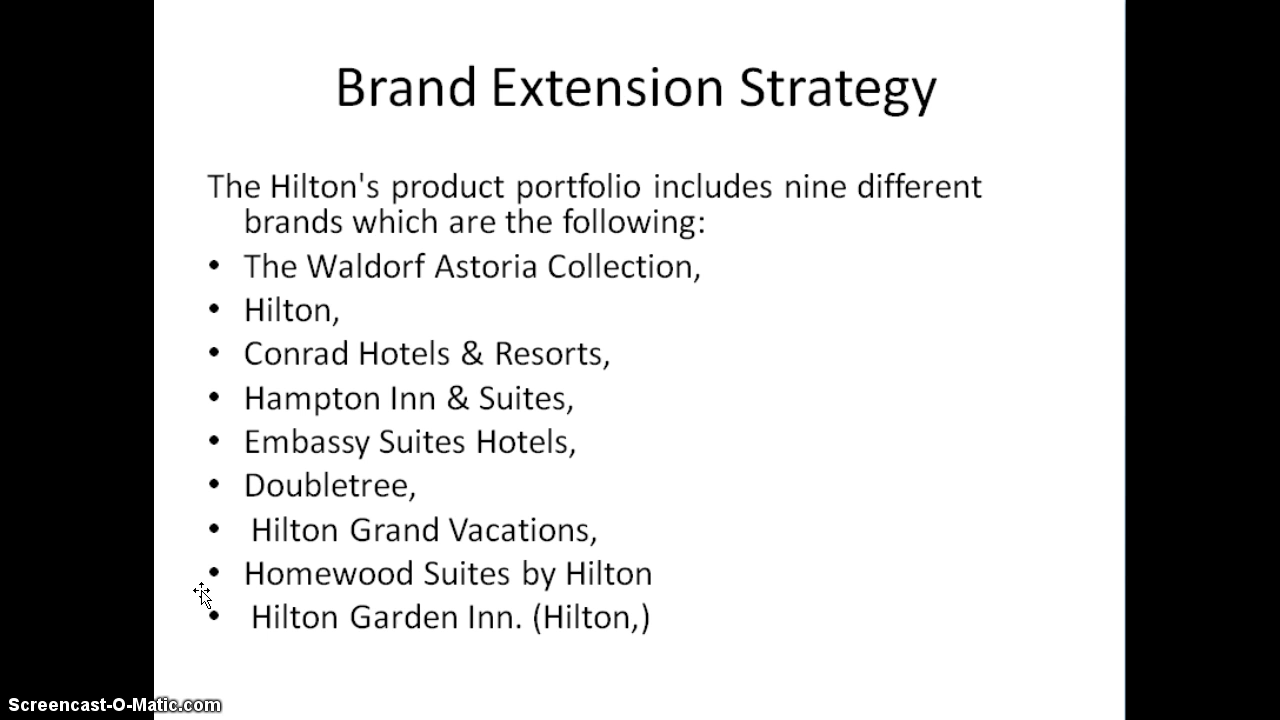 Brand Extension Strategy
The Hilton's product portfolio includes nine different
brands which are the following:
• The Waldorf Astoria Collection,
• Hilton,
• Conrad Hotels & Resorts,
• Hampton Inn & Suites,
• Embassy Suites Hotels,
• Doubletree,
• Hilton Grand Vacations,
• Homewood Suites by Hilton
• Hilton Garden Inn. (Hilton,)
Screencast-O-Matic.com